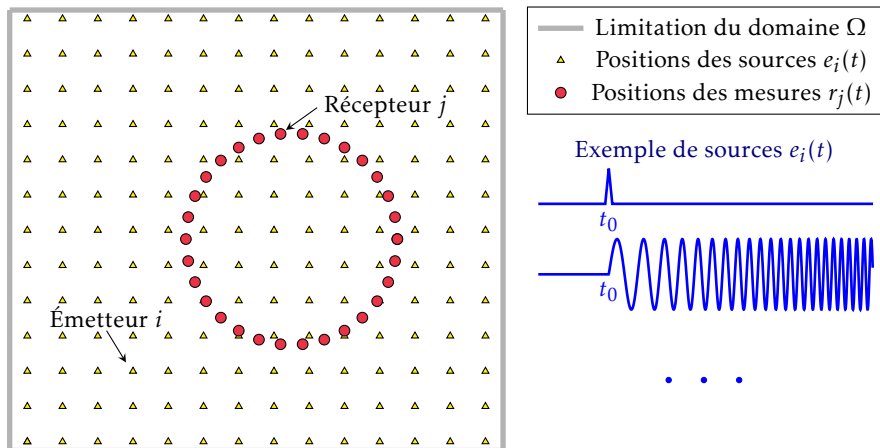 Limitation du domaine Ω
Positions des sources e_i(t)
Positions des mesures r_j(t)
Récepteur j
Émetteur i
Exemple de sources e_i(t)
t_0
t_0